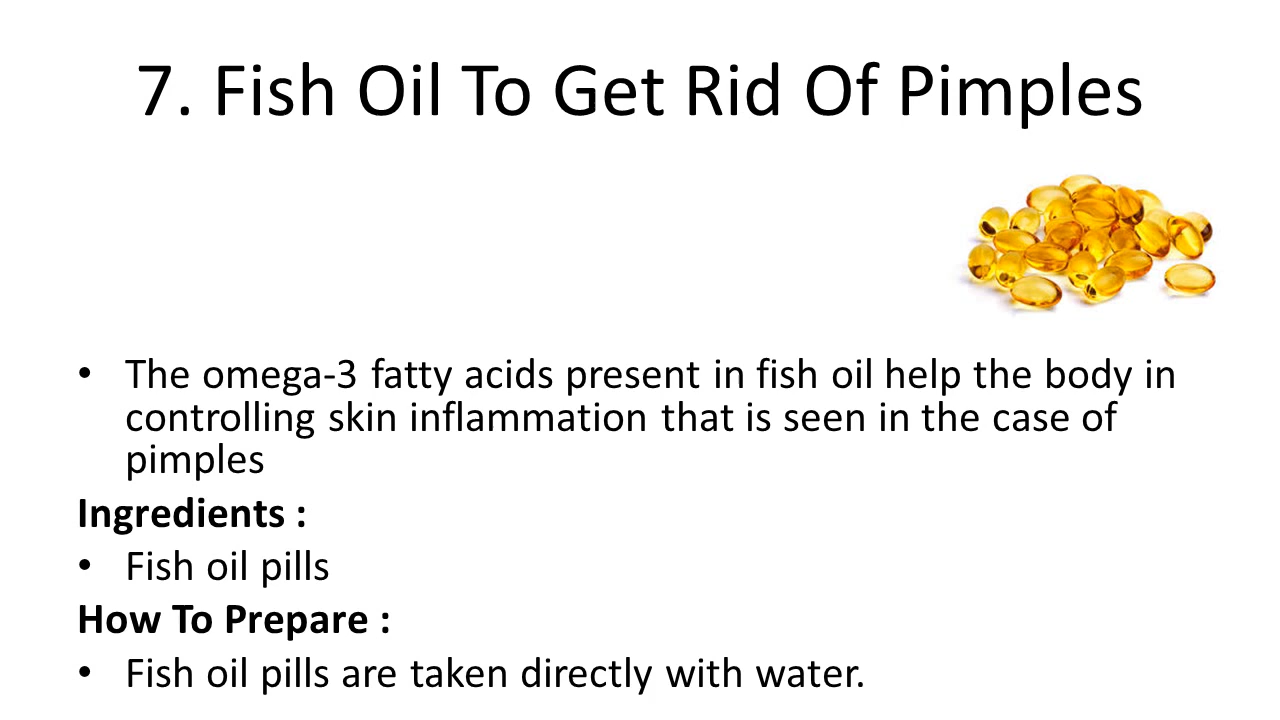 7. Fish Oil To Get Rid Of Pimples
• The omega-3 fatty acids present in fish oil help the body in
controlling skin inflammation that is seen in the case of
pimples
Ingredients :
• Fish oil pills
How To Prepare :
• Fish oil pills are taken directly with water.